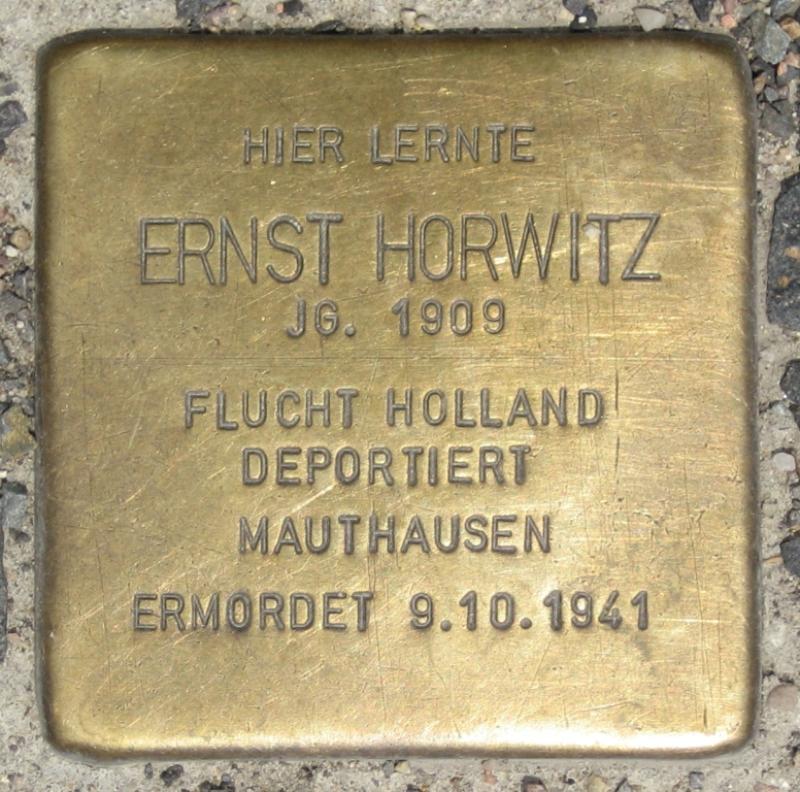 HIER LERNTE
ERNST HORWITZ
JG. 1909
FLUCHT HOLLAND
DEPORTIERT
MAUTHAUSEN
ERMORDET 9.10.1941